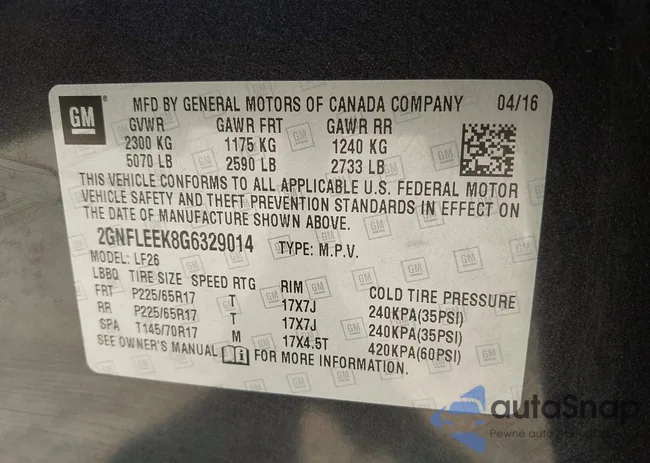 GM
MFD BY GENERAL MOTORS OF CANADA COMPANY 04/16
GVWR GAWR FRT GAWR RR
2300 KG 1175 KG 1240 KG
5070 LB 2590 LB 2733 LB
THIS VEHICLE CONFORMS TO ALL APPLICABLE U.S. FEDERAL MOTOR
VEHICLE SAFETY AND THEFT PREVENTION STANDARDS IN EFFECT ON
THE DATE OF MANUFACTURE SHOWN ABOVE.
2GNFLEEK8G6329014 TYPE: M.P.V.
MODEL: LF26
LBBQ TIRE SIZE SPEED RTG RIM COLD TIRE PRESSURE
FRT P225/65R17 T 17X7J 240KPA(35PSI)
RR P225/65R17 T 17X7J 240KPA(35PSI)
SPA T145/70R17 M 17X4.5T 420KPA(60PSI)
SEE OWNER'S MANUAL FOR MORE INFORMATION.
autoSnap